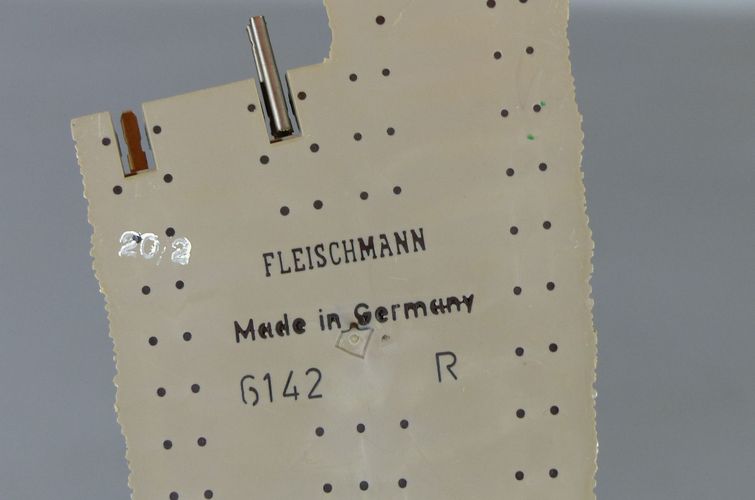 20,2
FLEISCHMANN
Made in Germany
6142 R